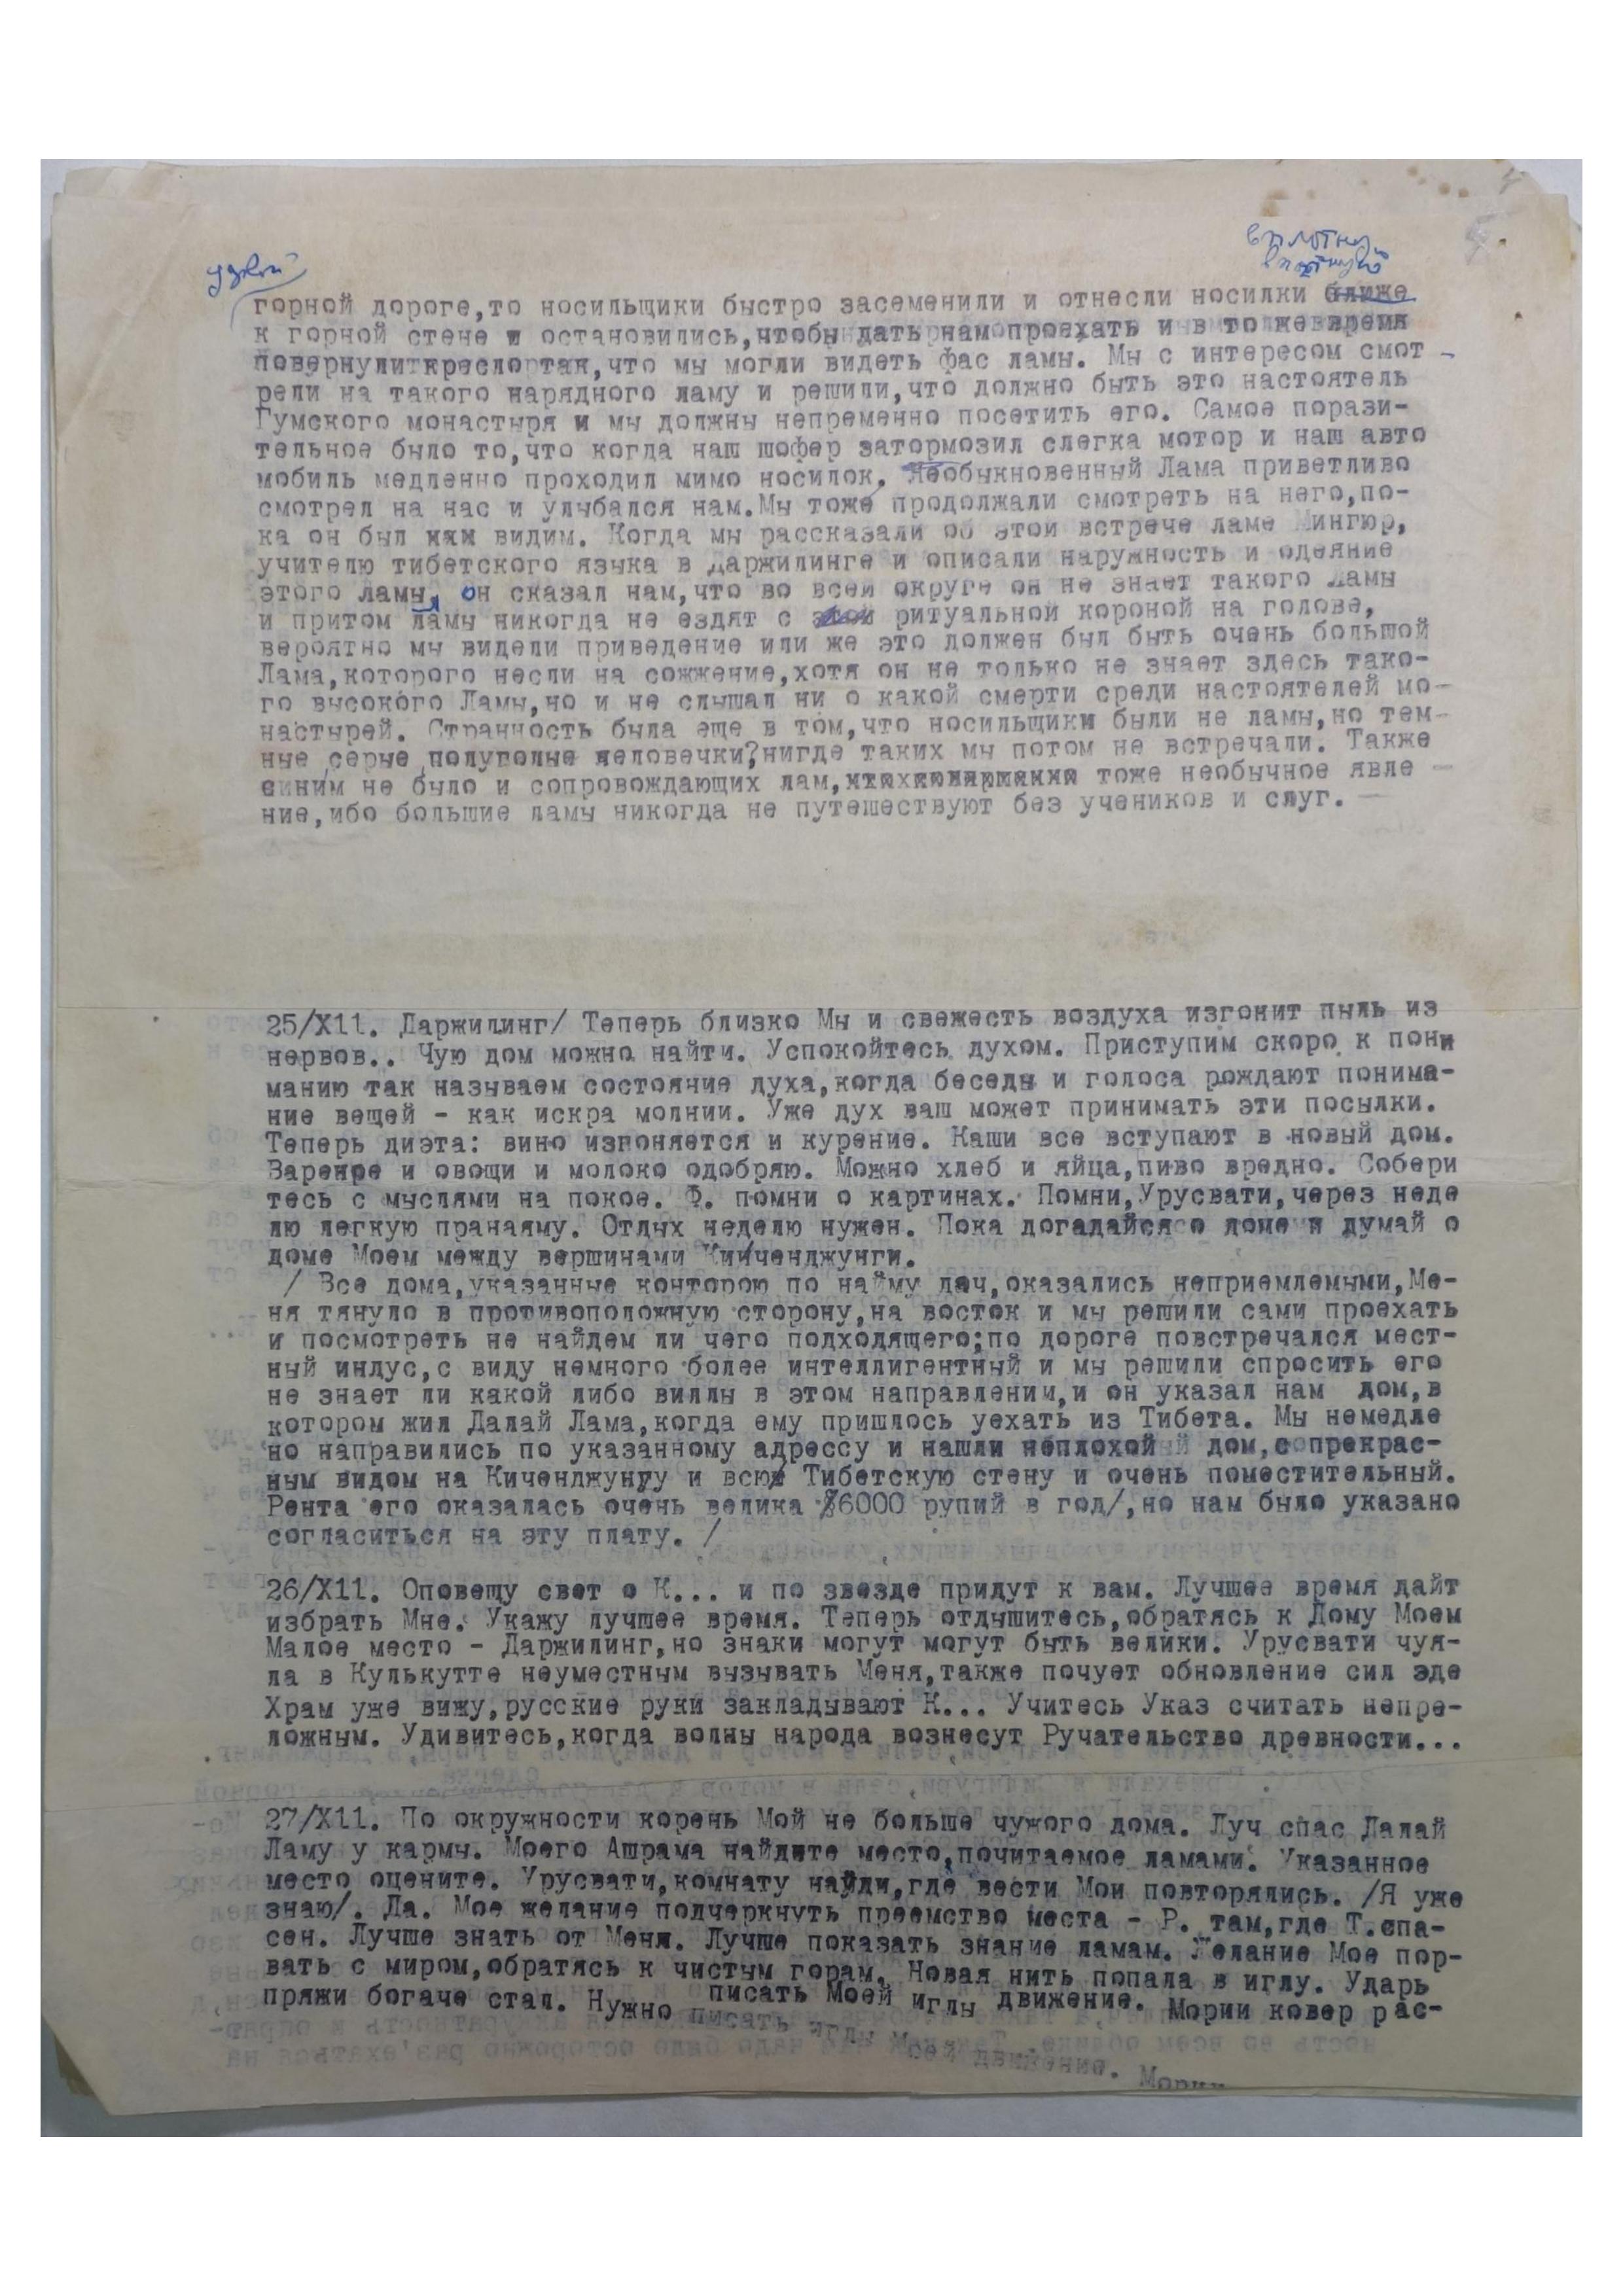 узкой
вплотную
вплотную
горной дороге,то носильщики быстро засеменили и отнесли носилки ближе
к горной стене и остановились,чтобы дать нам проехать и в то же время
повернули кресло так,что мы могли видеть фас ламы. Мы с интересом смот -
рели на такого нарядного ламу и решили,что должно быть это настоятель
Гумского монастыря и мы должны непременно посетить его. Самое порази-
тельное было то,что когда наш шофер затормозил слегка мотор и наш авто
мобиль медленно проходил мимо носилок, Необыкновенный Лама приветливо
смотрел на нас и улыбался нам.Мы тоже продолжали смотреть на него,по-
ка он был нам видим. Когда мы рассказали об этой встрече ламе Мингюр,
учителю тибетского языка в Даржилинге и описали наружность и одеяние
этого ламы, он сказал нам,что во всей округе он не знает такого Ламы
и притом ламы никогда не ездят с этой ритуальной короной на голове,
вероятно мы видели приведение или же это должен был быть очень большой
Лама,которого несли на сожжение,хотя он не только не знает здесь тако-
го высокого Ламы,но и не слышал ни о какой смерти среди настоятелей мо-
настырей. Странность была еще в том,что носильщики были не ламы,но тем-
ные,серые,полуголые человечки?нигде таких мы потом не встречали. Также
с ним не было и сопровождающих лам, тоже необычное явле -
ние,ибо большие ламы никогда не путешествуют без учеников и слуг. —
25/X11. Даржилинг/ Теперь близко Мы и свежесть воздуха изгонит пыль из
нервов.. Чую дом можно найти. Успокойтесь духом. Приступим скоро к пони
манию так называем состояние духа,когда беседы и голоса рождают понима-
ние вещей - как искра молнии. Уже дух ваш может принимать эти посылки.
Теперь диэта: вино изгоняется и курение. Каши все вступают в новый дом.
Вареное и овощи и молоко одобряю. Можно хлеб и яйца,пиво вредно. Собери
тесь с мыслями на покое. Ф. помни о картинах. Помни,Урусвати,через неде
лю легкую пранаяму. Отдых неделю нужен. Пока догадайся о доме и думай о
доме Моем между вершинами Кинченджунги.
/ Все дома,указанные конторою по найму дач,оказались неприемлемыми,Ме-
ня тянуло в противоположную сторону,на восток и мы решили сами проехать
и посмотреть не найдем ли чего подходящего;по дороге повстречался мест-
ный индус,с виду немного более интеллигентный и мы решили спросить его
не знает ли какой либо виллы в этом направлении,и он указал нам дом,в
котором жил Далай Лама,когда ему пришлось уехать из Тибета. Мы немедле
но направились по указанному адрессу и нашли неплохой дом,с прекрас-
ным видом на Киченджунгу и всю Тибетскую стену и очень поместительный.
Рента его оказалась очень велика /6000 рупий в год/,но нам было указано
согласиться на эту плату. /
26/X11. Оповещу свет о К... и по звезде придут к вам. Лучшее время дайт
избрать Мне. Укажу лучшее время. Теперь отдышитесь,обратясь к Дому Моем
Малое место - Даржилинг,но знаки могут могут быть велики. Урусвати чуя-
ла в Кулькутте неуместным вызывать Меня,также почует обновление сил зде
Храм уже вижу,русские руки закладывают К... Учитесь Указ считать непре-
ложным. Удивитесь,когда волны народа вознесут Ручательство древности...
27/X11. По окружности корень Мой не больше чужого дома. Луч спас Далай
Ламу у кармы. Моего Ашрама найдите место,почитаемое ламами. Указанное
место оцените. Урусвати,комнату найди,где вести Мои повторялись. /Я уже
знаю/. Да. Мое желание подчеркнуть преемство места - Р. там,где Т.спа-
сен. Лучше знать от Меня. Лучше показать знание ламам. Желание Мое пор-
вать с миром,обратясь к чистым горам. Новая нить попала в иглу. Ударь
пряжи богаче стал. Нужно писать Моей иглы движение. Мории ковер рас-
писать иглы Моей движение. Мории